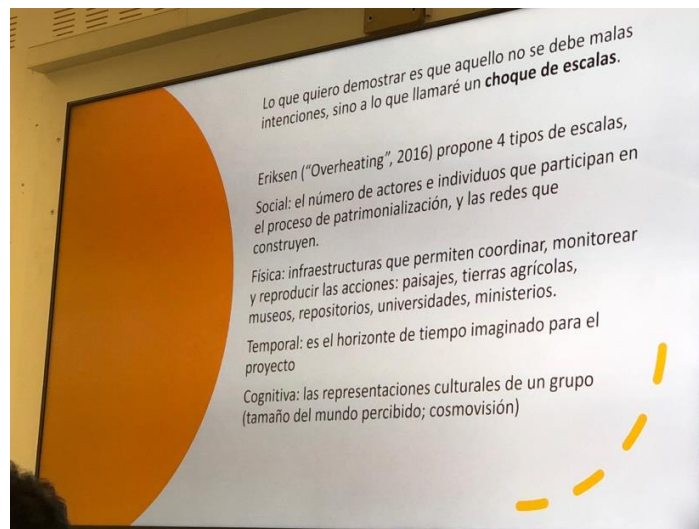 Lo que quiero demostrar es que aquello no se debe malas
intenciones, sino a lo que llamaré un choque de escalas.
Eriksen (“Overheating”, 2016) propone 4 tipos de escalas,
Social: el número de actores e individuos que participan en
el proceso de patrimonialización, y las redes que
construyen.
Física: infraestructuras que permiten coordinar, monitorear
y reproducir las acciones: paisajes, tierras agrícolas,
museos, repositorios, universidades, ministerios.
Temporal: es el horizonte de tiempo imaginado para el
proyecto
Cognitiva: las representaciones culturales de un grupo
(tamaño del mundo percibido; cosmovisión)